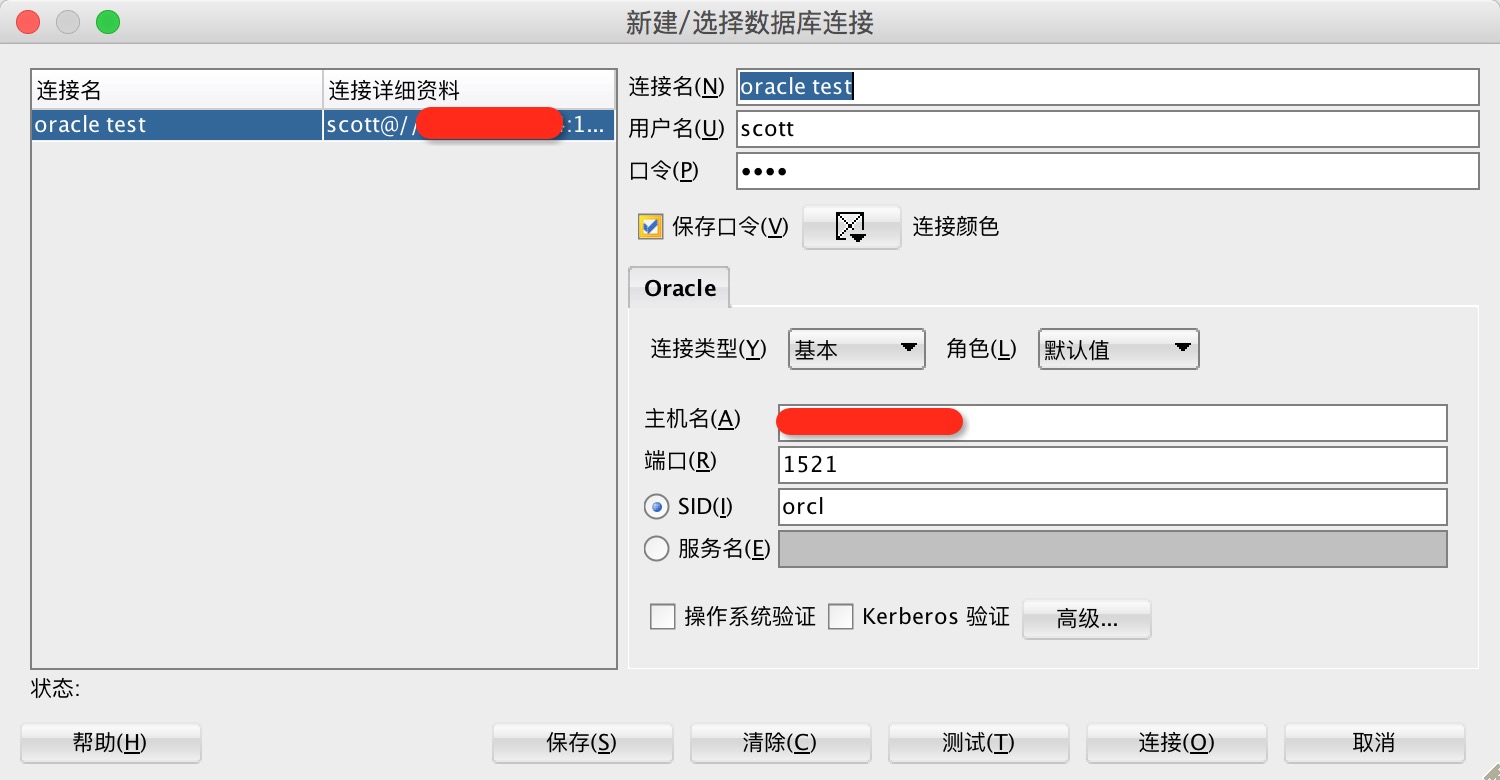 新建/选择数据库连接
连接名 连接详细资料
oracle test scott@// :1...
连接名(N) oracle test
用户名(U) scott
口令(P) ••••
保存口令(V) 连接颜色
Oracle
连接类型(Y) 基本 角色(L) 默认值
主机名(A)
端口(R) 1521
SID(I) orcl
服务名(E)
操作系统验证 Kerberos 验证 高级...
状态:
帮助(H) 保存(S) 清除(C) 测试(T) 连接(O) 取消